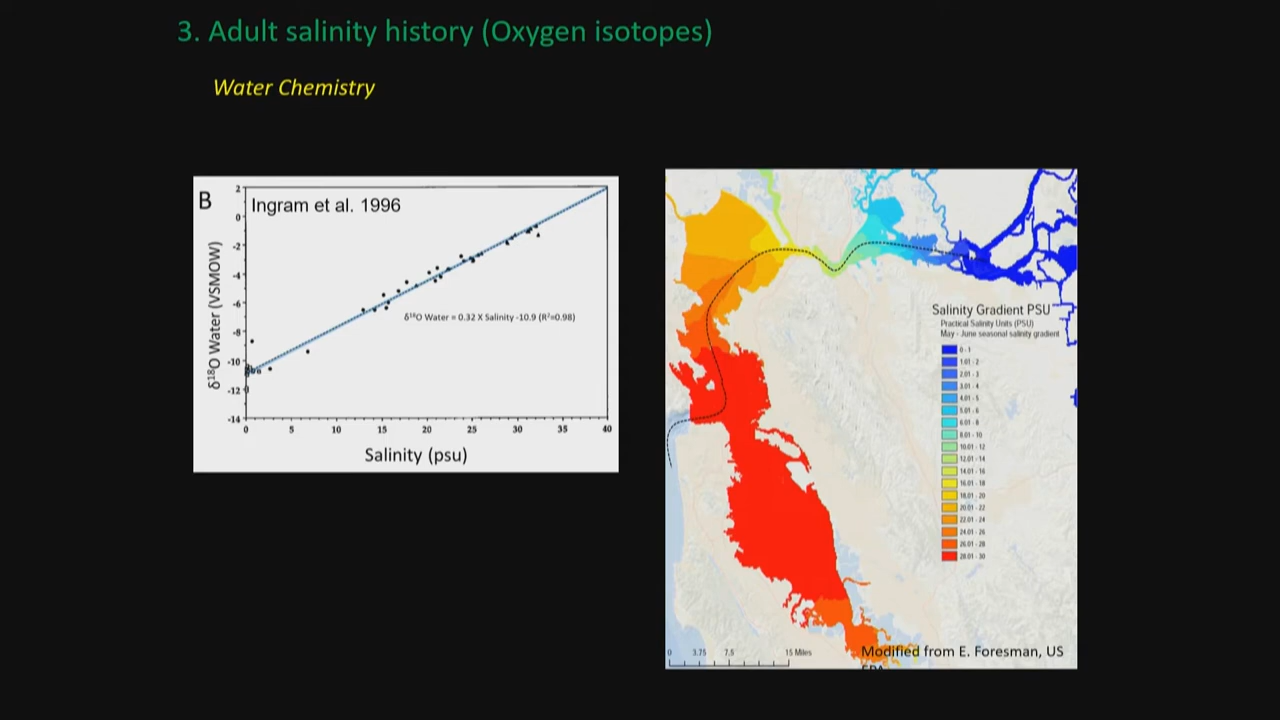 3. Adult salinity history (Oxygen isotopes)
Water Chemistry
B
Ingram et al. 1996
2
0
-2
-4
-6
-8
-10
-12
-14
δ¹⁸O Water (VSMOW)
δ¹⁸O Water = 0.32 X Salinity -10.9 (R²=0.98)
0 5 10 15 20 25 30 35 40
Salinity (psu)
Salinity Gradient PSU
Practical Salinity Units (PSU)
May - June seasonal salinity gradient
0 - 1
1.01 - 2
2.01 - 3
3.01 - 4
4.01 - 5
5.01 - 6
6.01 - 8
8.01 - 10
10.01 - 12
12.01 - 14
14.01 - 16
16.01 - 18
18.01 - 20
20.01 - 22
22.01 - 24
24.01 - 26
26.01 - 28
28.01 - 30
0 3.75 7.5 15 Miles
Modified from E. Foresman, US